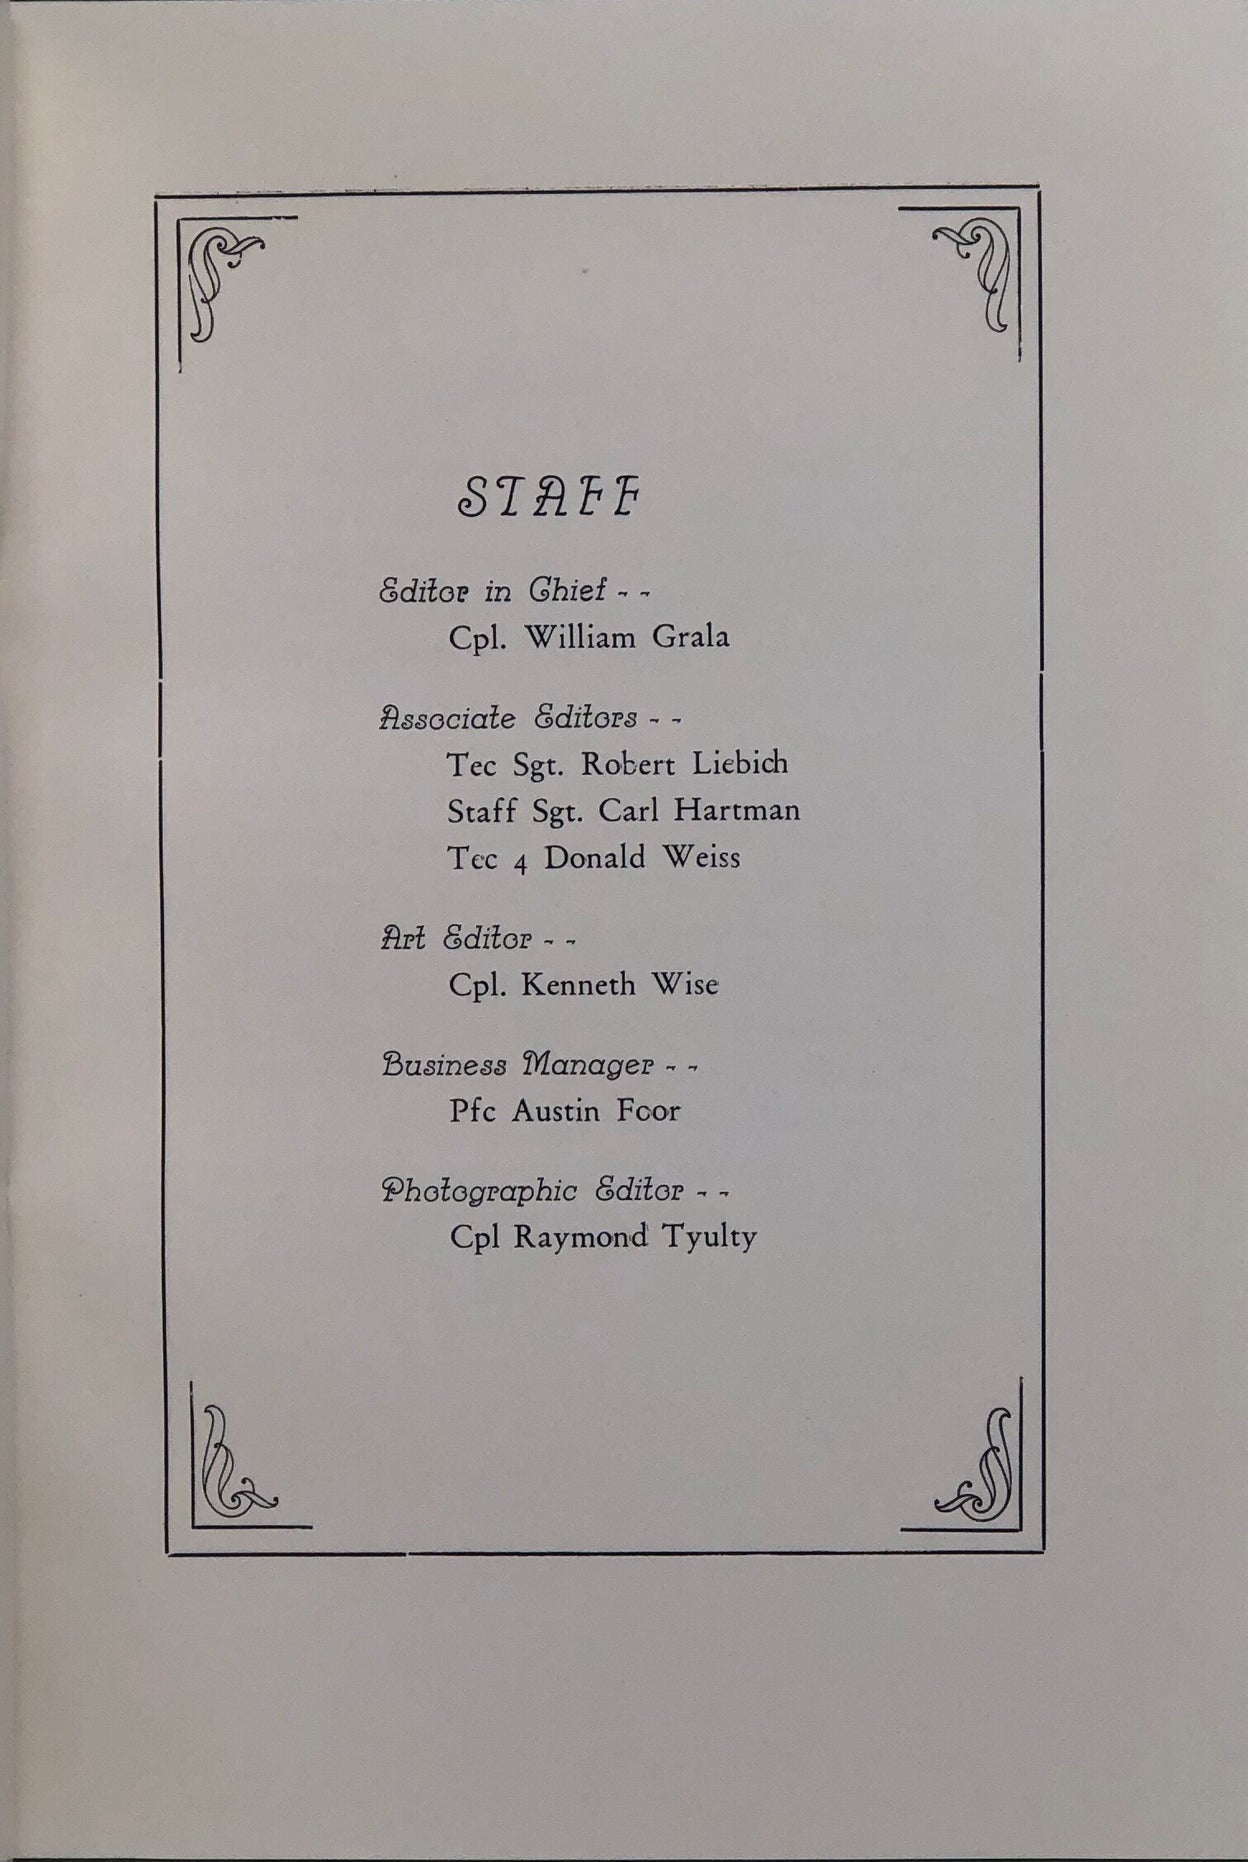 STAFF
Editor in Chief - -
Cpl. William Grala
Associate Editors - -
Tec Sgt. Robert Liebich
Staff Sgt. Carl Hartman
Tec 4 Donald Weiss
Art Editor - -
Cpl. Kenneth Wise
Business Manager - -
Pfc Austin Foor
Photographic Editor - -
Cpl Raymond Tyulty